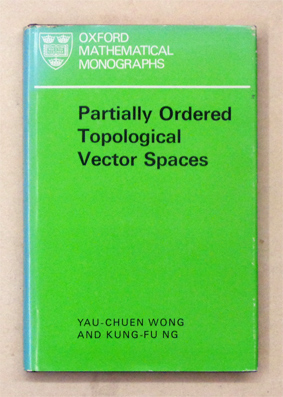 OXFORD
MATHEMATICAL
MONOGRAPHS
Partially Ordered
Topological
Vector Spaces
YAU-CHUEN WONG
AND KUNG-FU NG